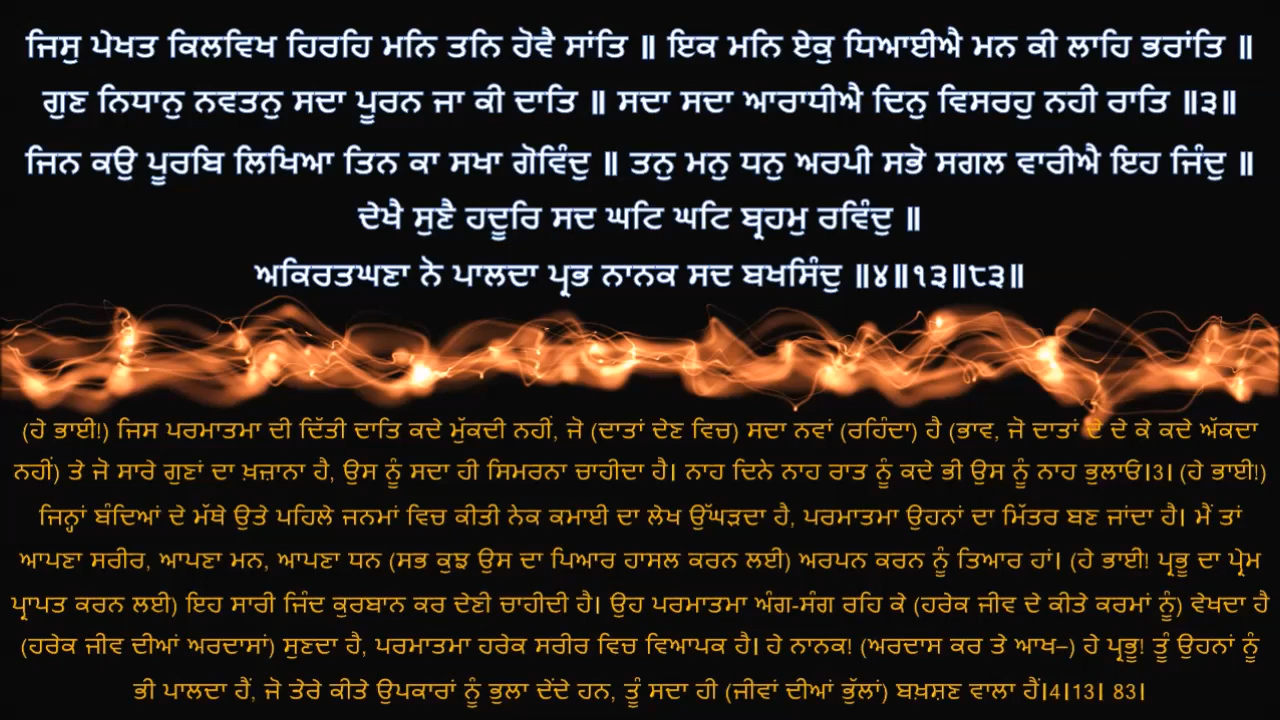 ਜਿਸੁ ਪੇਖਤ ਕਿਲਵਿਖ ਹਿਰਹਿ ਮਨਿ ਤਨਿ ਹੋਵੈ ਸਾਂਤਿ ॥ ਇਕ ਮਨਿ ਏਕੁ ਧਿਆਈਐ ਮਨ ਕੀ ਲਾਹਿ ਭਰਾਂਤਿ ॥
ਗੁਣ ਨਿਧਾਨੁ ਨਵਤਨੁ ਸਦਾ ਪੂਰਨ ਜਾ ਕੀ ਦਾਤਿ ॥ ਸਦਾ ਸਦਾ ਆਰਾਧੀਐ ਦਿਨੁ ਵਿਸਰਹੁ ਨਹੀ ਰਾਤਿ ॥੩॥
ਜਿਨ ਕਉ ਪੂਰਬਿ ਲਿਖਿਆ ਤਿਨ ਕਾ ਸਖਾ ਗੋਵਿੰਦੁ ॥ ਤਨੁ ਮਨੁ ਧਨੁ ਅਰਪੀ ਸਭੋ ਸਗਲ ਵਾਰੀਐ ਇਹ ਜਿੰਦੁ ॥
ਦੇਖੈ ਸੁਣੈ ਹਦੂਰਿ ਸਦ ਘਟਿ ਘਟਿ ਬ੍ਰਹਮੁ ਰਵਿੰਦੁ ॥
ਅਕਿਰਤਘਣਾ ਨੋ ਪਾਲਦਾ ਪ੍ਰਭ ਨਾਨਕ ਸਦ ਬਖਸਿੰਦੁ ॥੪॥੧੩॥੮੩॥
(ਹੇ ਭਾਈ!) ਜਿਸ ਪਰਮਾਤਮਾ ਦੀ ਦਿੱਤੀ ਦਾਤਿ ਕਦੇ ਮੁੱਕਦੀ ਨਹੀਂ, ਜੋ (ਦਾਤਾਂ ਦੇਣ ਵਿਚ) ਸਦਾ ਨਵਾਂ (ਰਹਿੰਦਾ) ਹੈ (ਭਾਵ, ਜੋ ਦਾਤਾਂ ਦੇ ਦੇ ਕੇ ਕਦੇ ਅੱਕਦਾ
ਨਹੀਂ) ਤੇ ਜੋ ਸਾਰੇ ਗੁਣਾਂ ਦਾ ਖ਼ਜ਼ਾਨਾ ਹੈ, ਉਸ ਨੂੰ ਸਦਾ ਹੀ ਸਿਮਰਨਾ ਚਾਹੀਦਾ ਹੈ। ਨਾਹ ਦਿਨੇ ਨਾਹ ਰਾਤ ਨੂੰ ਕਦੇ ਭੀ ਉਸ ਨੂੰ ਨਾਹ ਭੁਲਾਓ।3। (ਹੇ ਭਾਈ!)
ਜਿਨ੍ਹਾਂ ਬੰਦਿਆਂ ਦੇ ਮੱਥੇ ਉਤੇ ਪਹਿਲੇ ਜਨਮਾਂ ਵਿਚ ਕੀਤੀ ਨੇਕ ਕਮਾਈ ਦਾ ਲੇਖ ਉੱਘੜਦਾ ਹੈ, ਪਰਮਾਤਮਾ ਉਹਨਾਂ ਦਾ ਮਿੱਤਰ ਬਣ ਜਾਂਦਾ ਹੈ। ਮੈਂ ਤਾਂ
ਆਪਣਾ ਸਰੀਰ, ਆਪਣਾ ਮਨ, ਆਪਣਾ ਧਨ (ਸਭ ਕੁਝ ਉਸ ਦਾ ਪਿਆਰ ਹਾਸਲ ਕਰਨ ਲਈ) ਅਰਪਨ ਕਰਨ ਨੂੰ ਤਿਆਰ ਹਾਂ। (ਹੇ ਭਾਈ! ਪ੍ਰਭੂ ਦਾ ਪ੍ਰੇਮ
ਪ੍ਰਾਪਤ ਕਰਨ ਲਈ) ਇਹ ਸਾਰੀ ਜਿੰਦ ਕੁਰਬਾਨ ਕਰ ਦੇਣੀ ਚਾਹੀਦੀ ਹੈ। ਉਹ ਪਰਮਾਤਮਾ ਅੰਗ-ਸੰਗ ਰਹਿ ਕੇ (ਹਰੇਕ ਜੀਵ ਦੇ ਕੀਤੇ ਕਰਮਾਂ ਨੂੰ) ਵੇਖਦਾ ਹੈ
(ਹਰੇਕ ਜੀਵ ਦੀਆਂ ਅਰਦਾਸਾਂ) ਸੁਣਦਾ ਹੈ, ਪਰਮਾਤਮਾ ਹਰੇਕ ਸਰੀਰ ਵਿਚ ਵਿਆਪਕ ਹੈ। ਹੇ ਨਾਨਕ! (ਅਰਦਾਸ ਕਰ ਤੇ ਆਖ–) ਹੇ ਪ੍ਰਭੂ! ਤੂੰ ਉਹਨਾਂ ਨੂੰ
ਭੀ ਪਾਲਦਾ ਹੈਂ, ਜੋ ਤੇਰੇ ਕੀਤੇ ਉਪਕਾਰਾਂ ਨੂੰ ਭੁਲਾ ਦੇਂਦੇ ਹਨ, ਤੂੰ ਸਦਾ ਹੀ (ਜੀਵਾਂ ਦੀਆਂ ਭੁੱਲਾਂ) ਬਖ਼ਸ਼ਣ ਵਾਲਾ ਹੈਂ।4।13। 83।